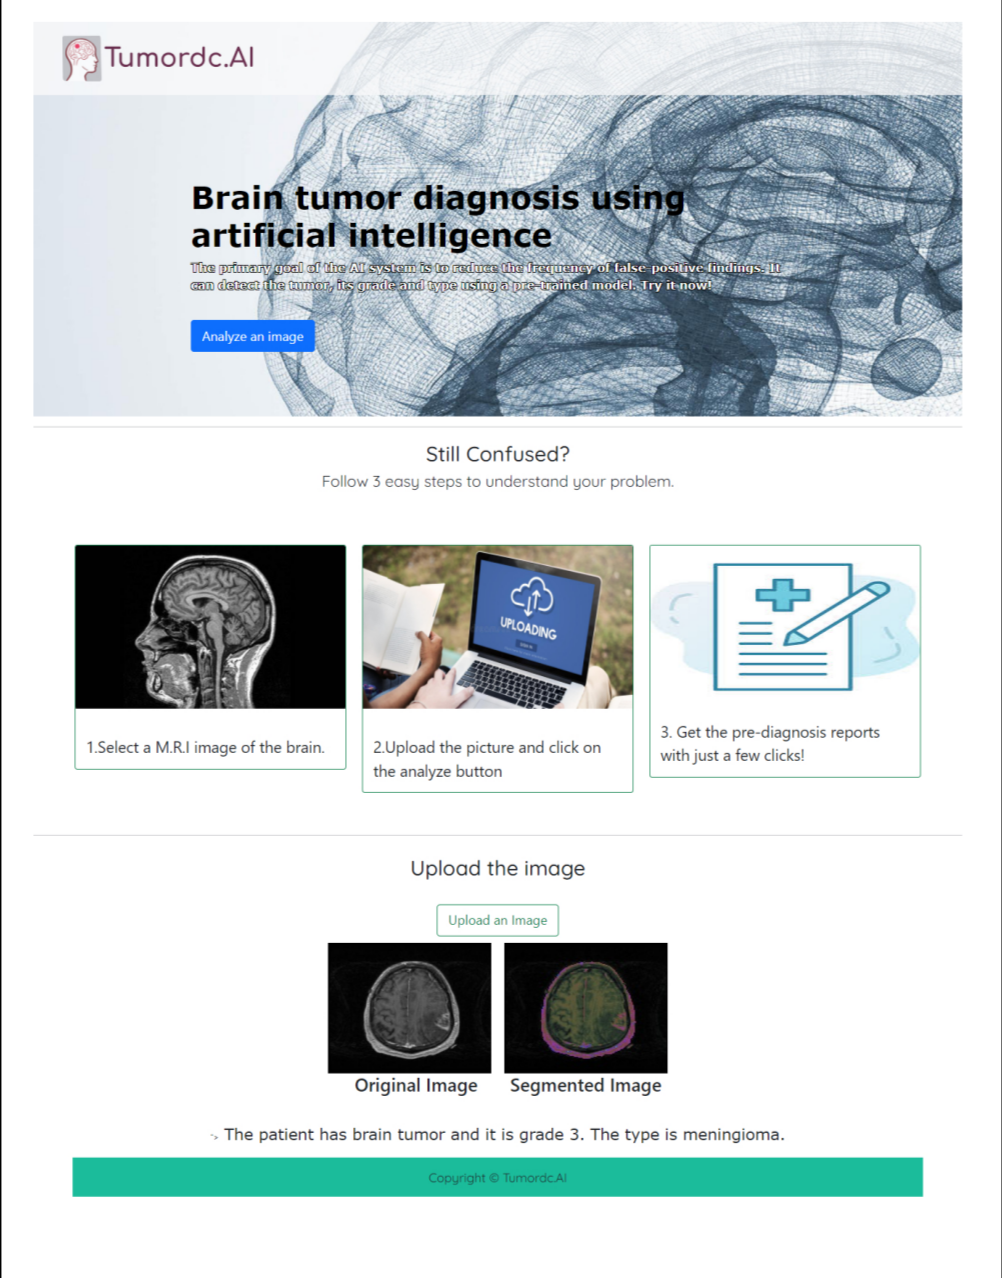 Tumordc.AI
Brain tumor diagnosis using
artificial intelligence
The primary goal of the AI system is to reduce the frequency of false-positive findings. It
can detect the tumor, its grade and type using a pre-trained model. Try it now!
Analyze an image
Still Confused?
Follow 3 easy steps to understand your problem.
UPLOADING
1.Select a M.R.I image of the brain.
2.Upload the picture and click on
the analyze button
3. Get the pre-diagnosis reports
with just a few clicks!
Upload the image
Upload an Image
Original Image
Segmented Image
-> The patient has brain tumor and it is grade 3. The type is meningioma.
Copyright © Tumordc.AI